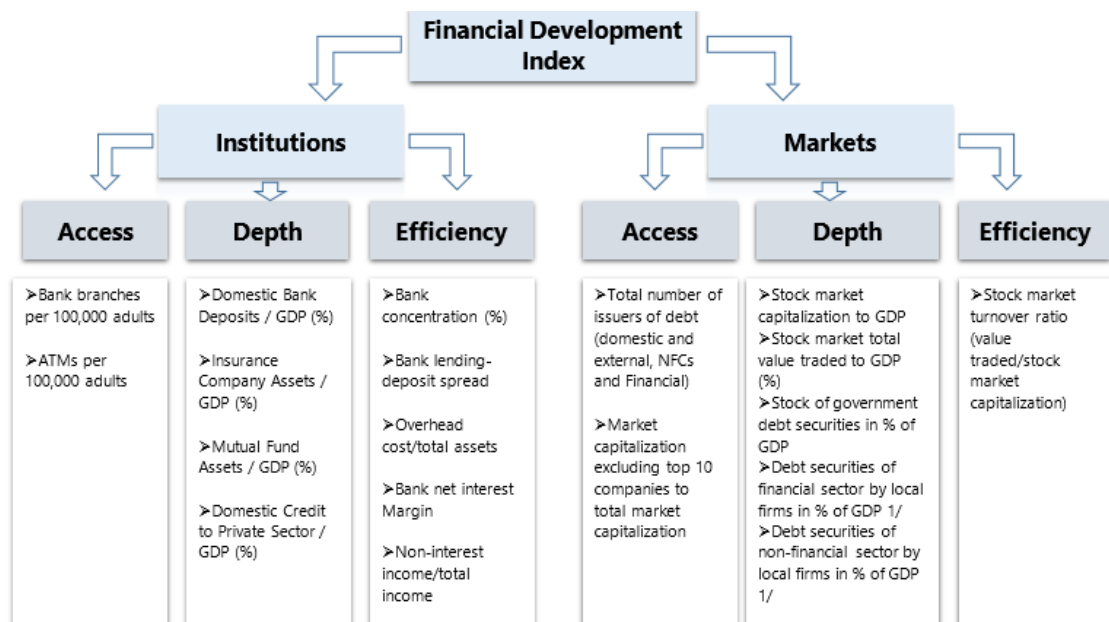 Financial Development
Index
Institutions
Markets
Access
Depth
Efficiency
Access
Depth
Efficiency
➢Bank branches
per 100,000 adults
➢ATMs per
100,000 adults
➢Domestic Bank
Deposits / GDP (%)
➢Insurance
Company Assets /
GDP (%)
➢Mutual Fund
Assets / GDP (%)
➢Domestic Credit
to Private Sector /
GDP (%)
➢Bank
concentration (%)
➢Bank lending-
deposit spread
➢Overhead
cost/total assets
➢Bank net interest
Margin
➢Non-interest
income/total
income
➢Total number of
issuers of debt
(domestic and
external, NFCs
and Financial)
➢Market
capitalization
excluding top 10
companies to
total market
capitalization
➢Stock market
capitalization to GDP
➢Stock market total
value traded to GDP
(%)
➢Stock of government
debt securities in % of
GDP
➢Debt securities of
financial sector by local
firms in % of GDP 1/
➢Debt securities of
non-financial sector by
local firms in % of GDP
1/
➢Stock market
turnover ratio
(value
traded/stock
market
capitalization)